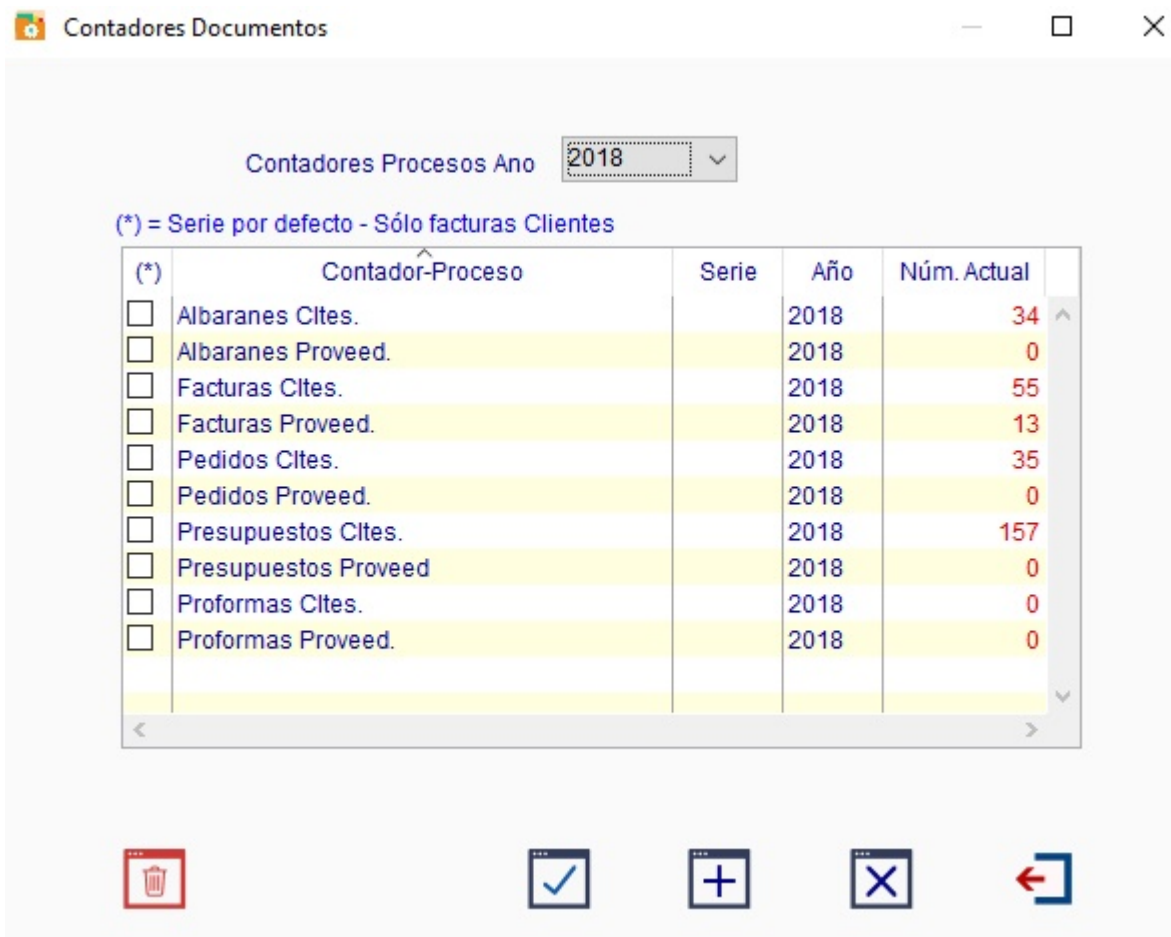 Contadores Documentos
Contadores Procesos Ano 2018
(*) = Serie por defecto - Sólo facturas Clientes
(*) Contador-Proceso Serie Año Núm. Actual
Albaranes Cltes. 2018 34
Albaranes Proveed. 2018 0
Facturas Cltes. 2018 55
Facturas Proveed. 2018 13
Pedidos Cltes. 2018 35
Pedidos Proveed. 2018 0
Presupuestos Cltes. 2018 157
Presupuestos Proveed 2018 0
Proformas Cltes. 2018 0
Proformas Proveed. 2018 0